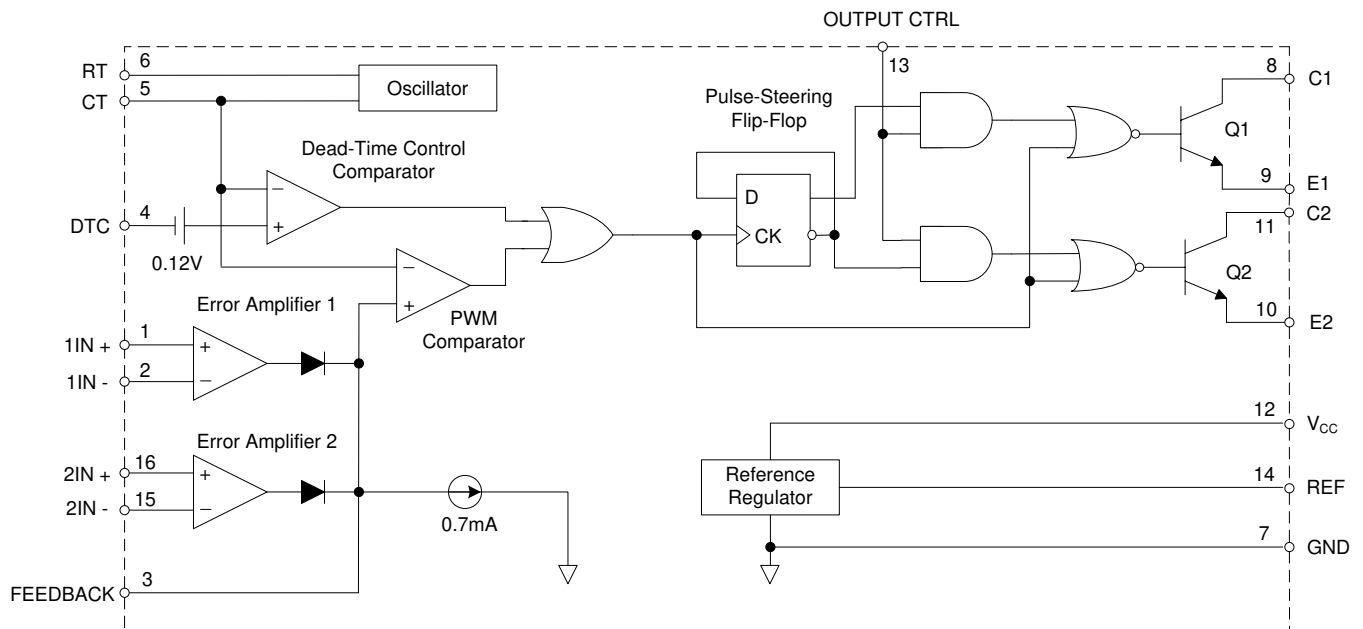 OUTPUT CTRL
13
RT
6
CT
5
Oscillator
Pulse-Steering
Flip-Flop
8
C1
Q1
9
E1
Dead-Time Control
Comparator
−
+
DTC
4
0.12V
D
CK
C2
11
Q2
10
E2
−
+
PWM
Comparator
Error Amplifier 1
1IN +
1
+
1IN -
2
−
Error Amplifier 2
2IN +
16
+
2IN -
15
−
0.7mA
FEEDBACK
3
12
VCC
Reference
Regulator
14
REF
7
GND